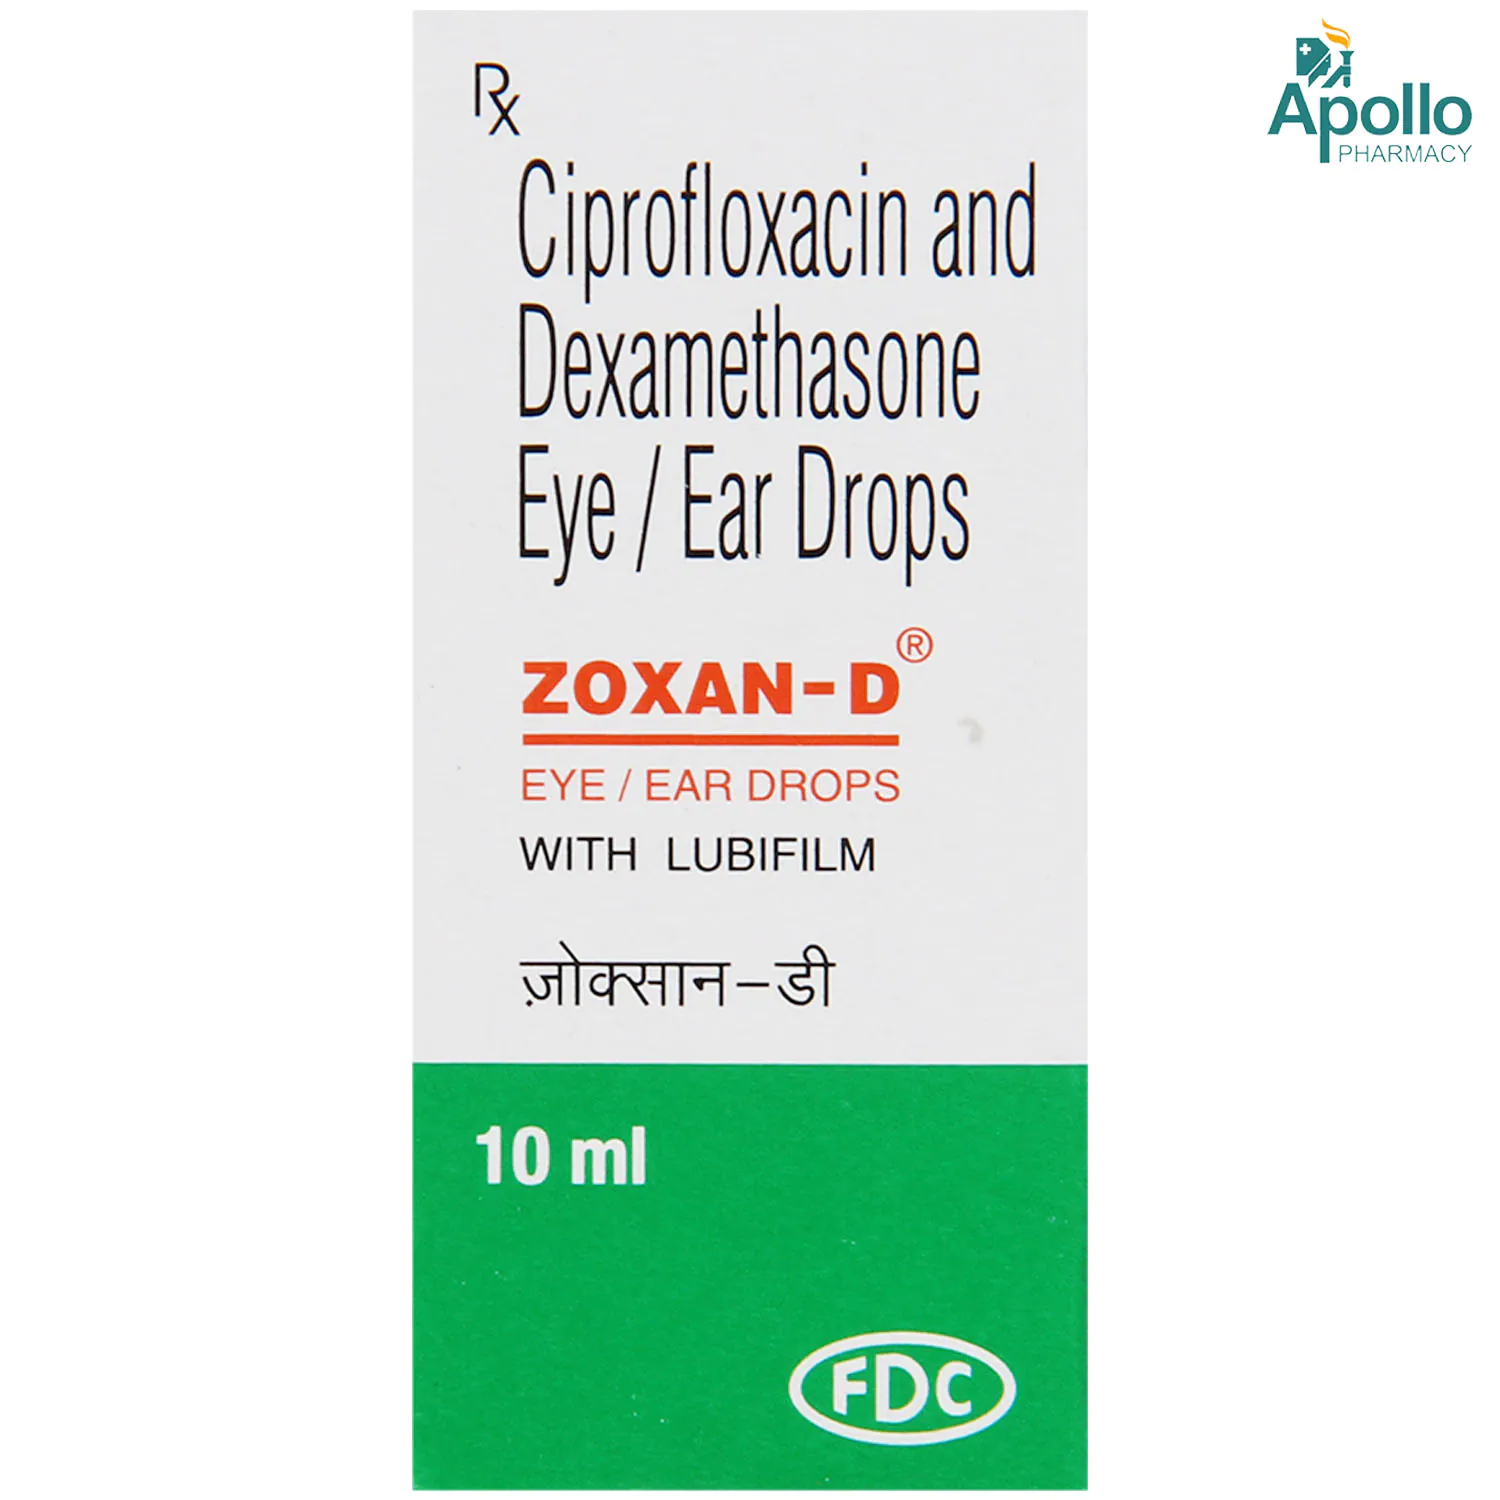 Apollo
PHARMACY
Rx
Ciprofloxacin and
Dexamethasone
Eye / Ear Drops
ZOXAN-D®
EYE / EAR DROPS
WITH LUBIFILM
ज़ोक्सान-डी
10 ml
FDC